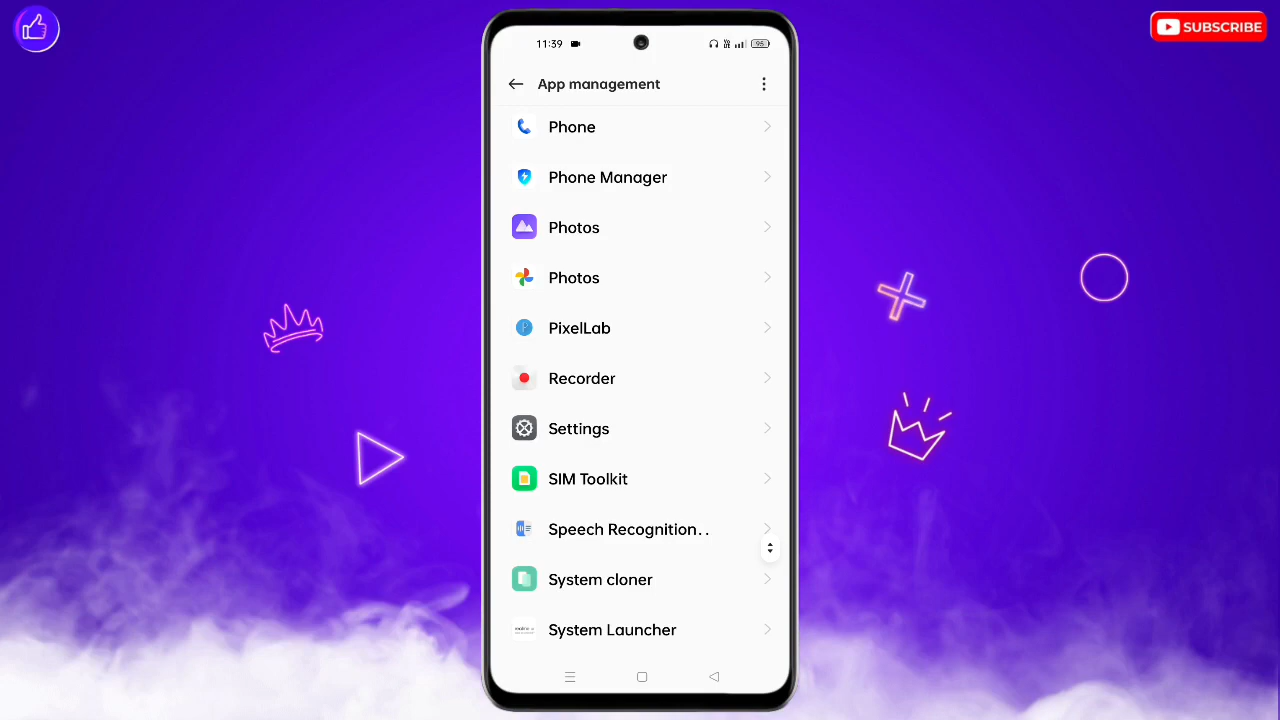 SUBSCRIBE
11:39
95
App management
Phone
Phone Manager
Photos
Photos
PixelLab
Recorder
Settings
SIM Toolkit
Speech Recognition..
System cloner
System Launcher